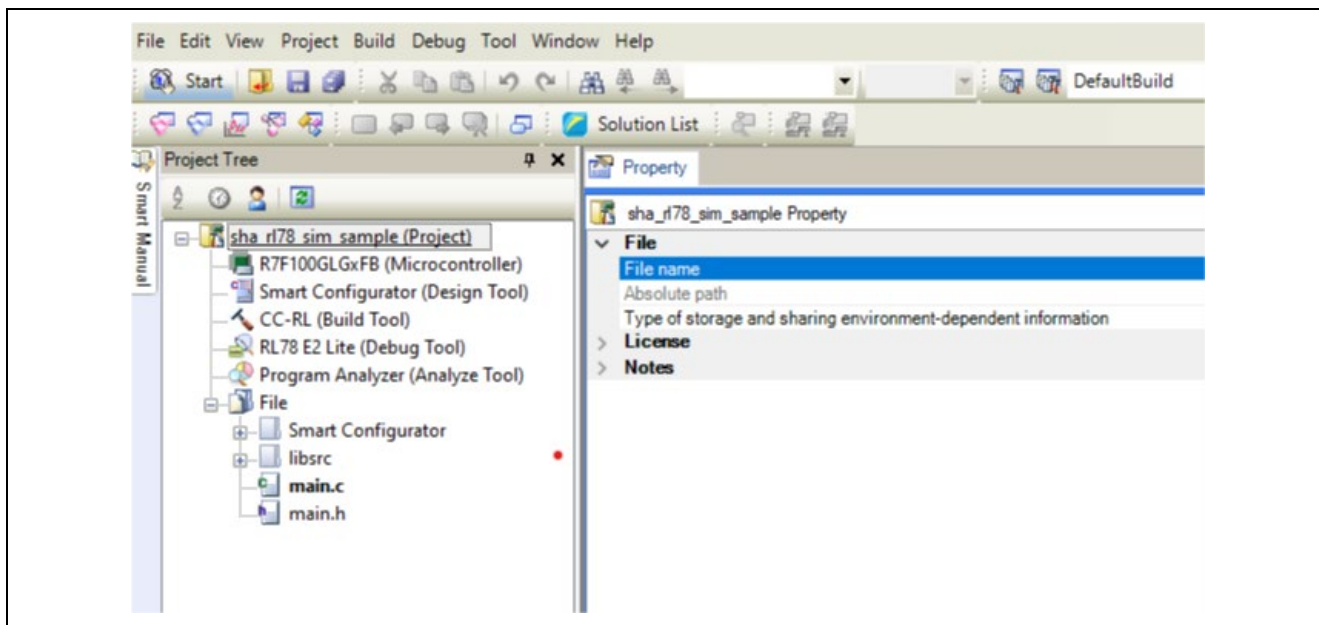 File Edit View Project Build Debug Tool Window Help
Start DefaultBuild
Solution List
Smart Manual
Project Tree
Property
sha_rl78_sim_sample Property
sha_rl78_sim_sample (Project)
R7F100GLGxFB (Microcontroller)
Smart Configurator (Design Tool)
CC-RL (Build Tool)
RL78 E2 Lite (Debug Tool)
Program Analyzer (Analyze Tool)
File
Smart Configurator
libsrc
main.c
main.h
File
File name
Absolute path
Type of storage and sharing environment-dependent information
License
Notes